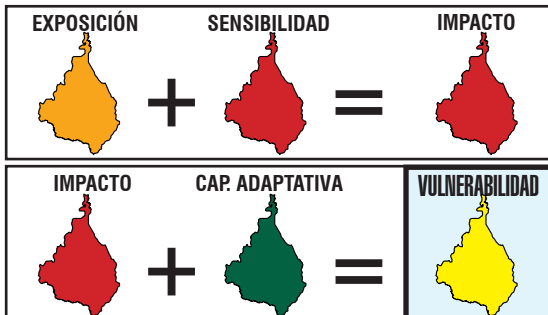 EXPOSICIÓN SENSIBILIDAD IMPACTO
+ =
IMPACTO CAP. ADAPTATIVA VULNERABILIDAD
+ =